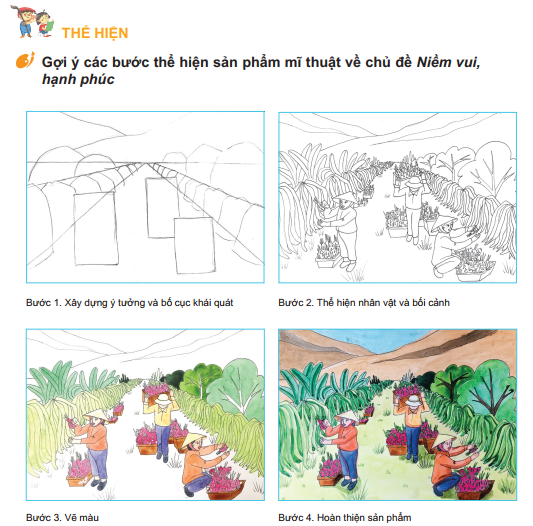 THỂ HIỆN
Gợi ý các bước thể hiện sản phẩm mĩ thuật về chủ đề Niềm vui,
hạnh phúc
Bước 1. Xây dựng ý tưởng và bố cục khái quát
Bước 2. Thể hiện nhân vật và bối cảnh
Bước 3. Vẽ màu
Bước 4. Hoàn thiện sản phẩm